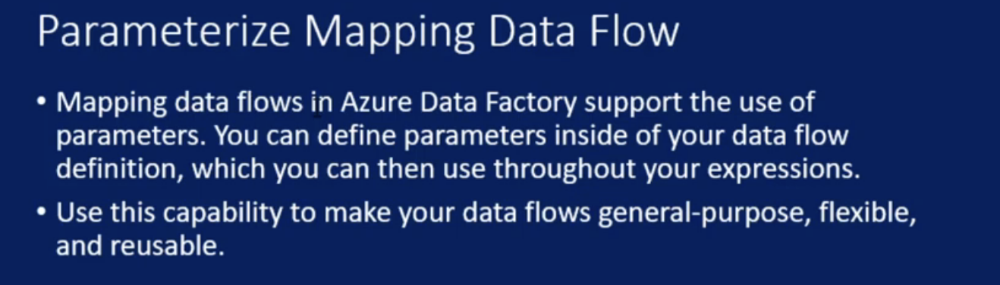 Parameterize Mapping Data Flow
• Mapping data flows in Azure Data Factory support the use of
parameters. You can define parameters inside of your data flow
definition, which you can then use throughout your expressions.
• Use this capability to make your data flows general-purpose, flexible,
and reusable.